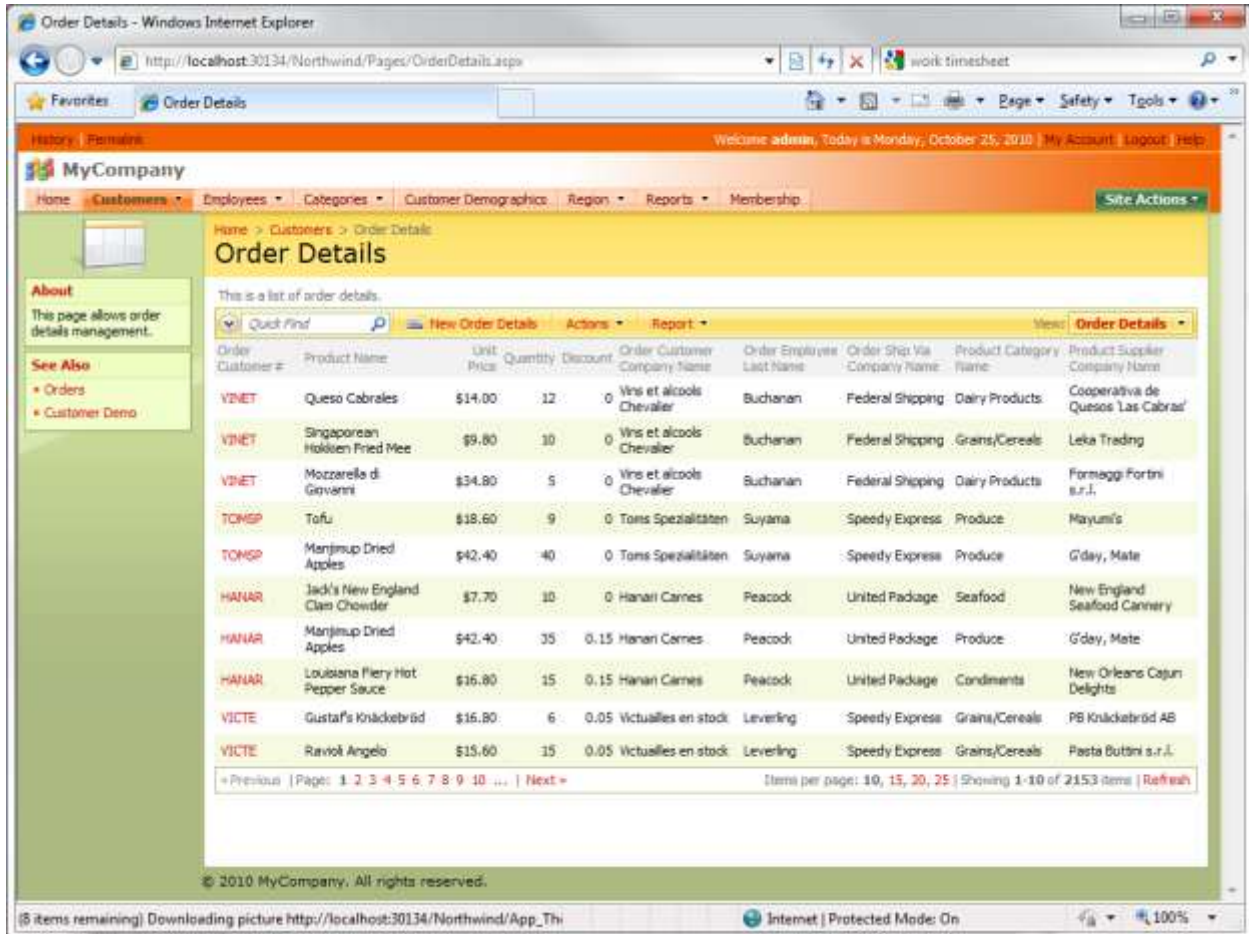 Order Details - Windows Internet Explorer
http://localhost:30134/Northwind/Pages/OrderDetails.aspx
work timesheet
Favorites
Order Details
Page
Safety
Tools
History | Permalink
Welcome admin, Today is Monday, October 25, 2010 | My Account | Logout | Help
MyCompany
Home
Customers
Employees
Categories
Customer Demographics
Region
Reports
Membership
Site Actions
Home > Customers > Order Details
Order Details
About
This page allows order
details management.
See Also
Orders
Customer Demo
This is a list of order details.
Quick Find
New Order Details
Actions
Report
View:
Order Details
Order Customer #
Product Name
Unit Price
Quantity
Discount
Order Customer Company Name
Order Employee Last Name
Order Ship Via Company Name
Product Category Name
Product Supplier Company Name
VINET Queso Cabrales $14.00 12 0 Vins et alcools Chevalier Buchanan Federal Shipping Dairy Products Cooperativa de Quesos 'Las Cabras'
VINET Singaporean Hokkien Fried Mee $9.80 10 0 Vins et alcools Chevalier Buchanan Federal Shipping Grains/Cereals Leka Trading
VINET Mozzarella di Giovanni $34.80 5 0 Vins et alcools Chevalier Buchanan Federal Shipping Dairy Products Formaggi Fortini s.r.l.
TOMSP Tofu $18.60 9 0 Toms Spezialitäten Suyama Speedy Express Produce Mayumi's
TOMSP Manjimup Dried Apples $42.40 40 0 Toms Spezialitäten Suyama Speedy Express Produce G'day, Mate
HANAR Jack's New England Clam Chowder $7.70 10 0 Hanari Carnes Peacock United Package Seafood New England Seafood Cannery
HANAR Manjimup Dried Apples $42.40 35 0.15 Hanari Carnes Peacock United Package Produce G'day, Mate
HANAR Louisiana Fiery Hot Pepper Sauce $16.80 15 0.15 Hanari Carnes Peacock United Package Condiments New Orleans Cajun Delights
VICTE Gustaf's Knäckebröd $16.80 6 0.05 Victuailles en stock Leverling Speedy Express Grains/Cereals PB Knäckebröd AB
VICTE Ravioli Angelo $15.60 15 0.05 Victuailles en stock Leverling Speedy Express Grains/Cereals Pasta Buttini s.r.l.
« Previous | Page: 1 2 3 4 5 6 7 8 9 10 ... | Next »
Items per page: 10, 15, 20, 25 | Showing 1-10 of 2153 items | Refresh
© 2010 MyCompany. All rights reserved.
(8 items remaining) Downloading picture http://localhost:30134/Northwind/App_Thi
Internet | Protected Mode: On
100%